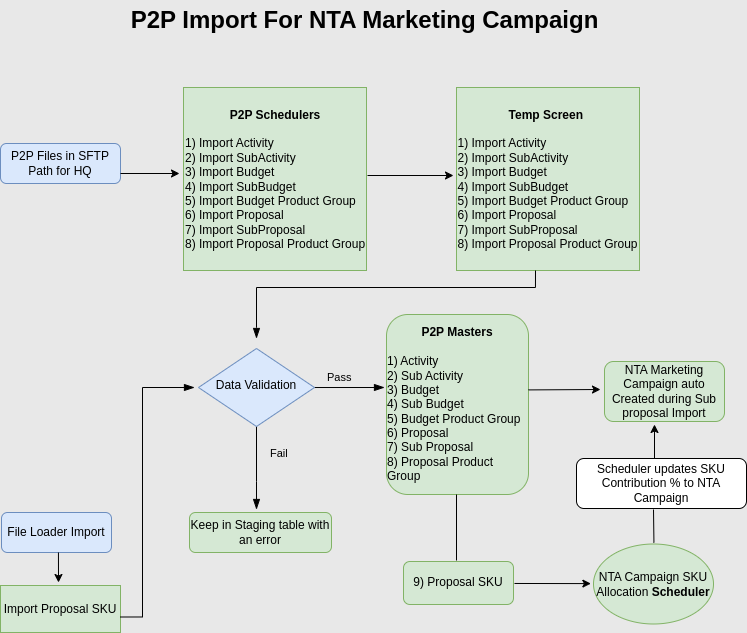 P2P Import For NTA Marketing Campaign
P2P Files in SFTP
Path for HQ
P2P Schedulers
1) Import Activity
2) Import SubActivity
3) Import Budget
4) Import SubBudget
5) Import Budget Product Group
6) Import Proposal
7) Import SubProposal
8) Import Proposal Product Group
Temp Screen
1) Import Activity
2) Import SubActivity
3) Import Budget
4) Import SubBudget
5) Import Budget Product Group
6) Import Proposal
7) Import SubProposal
8) Import Proposal Product Group
Data Validation
Pass
Fail
P2P Masters
1) Activity
2) Sub Activity
3) Budget
4) Sub Budget
5) Budget Product Group
6) Proposal
7) Sub Proposal
8) Proposal Product
Group
NTA Marketing
Campaign auto
Created during Sub
proposal Import
Scheduler updates SKU
Contribution % to NTA
Campaign
Keep in Staging table with
an error
File Loader Import
Import Proposal SKU
9) Proposal SKU
NTA Campaign SKU
Allocation Scheduler